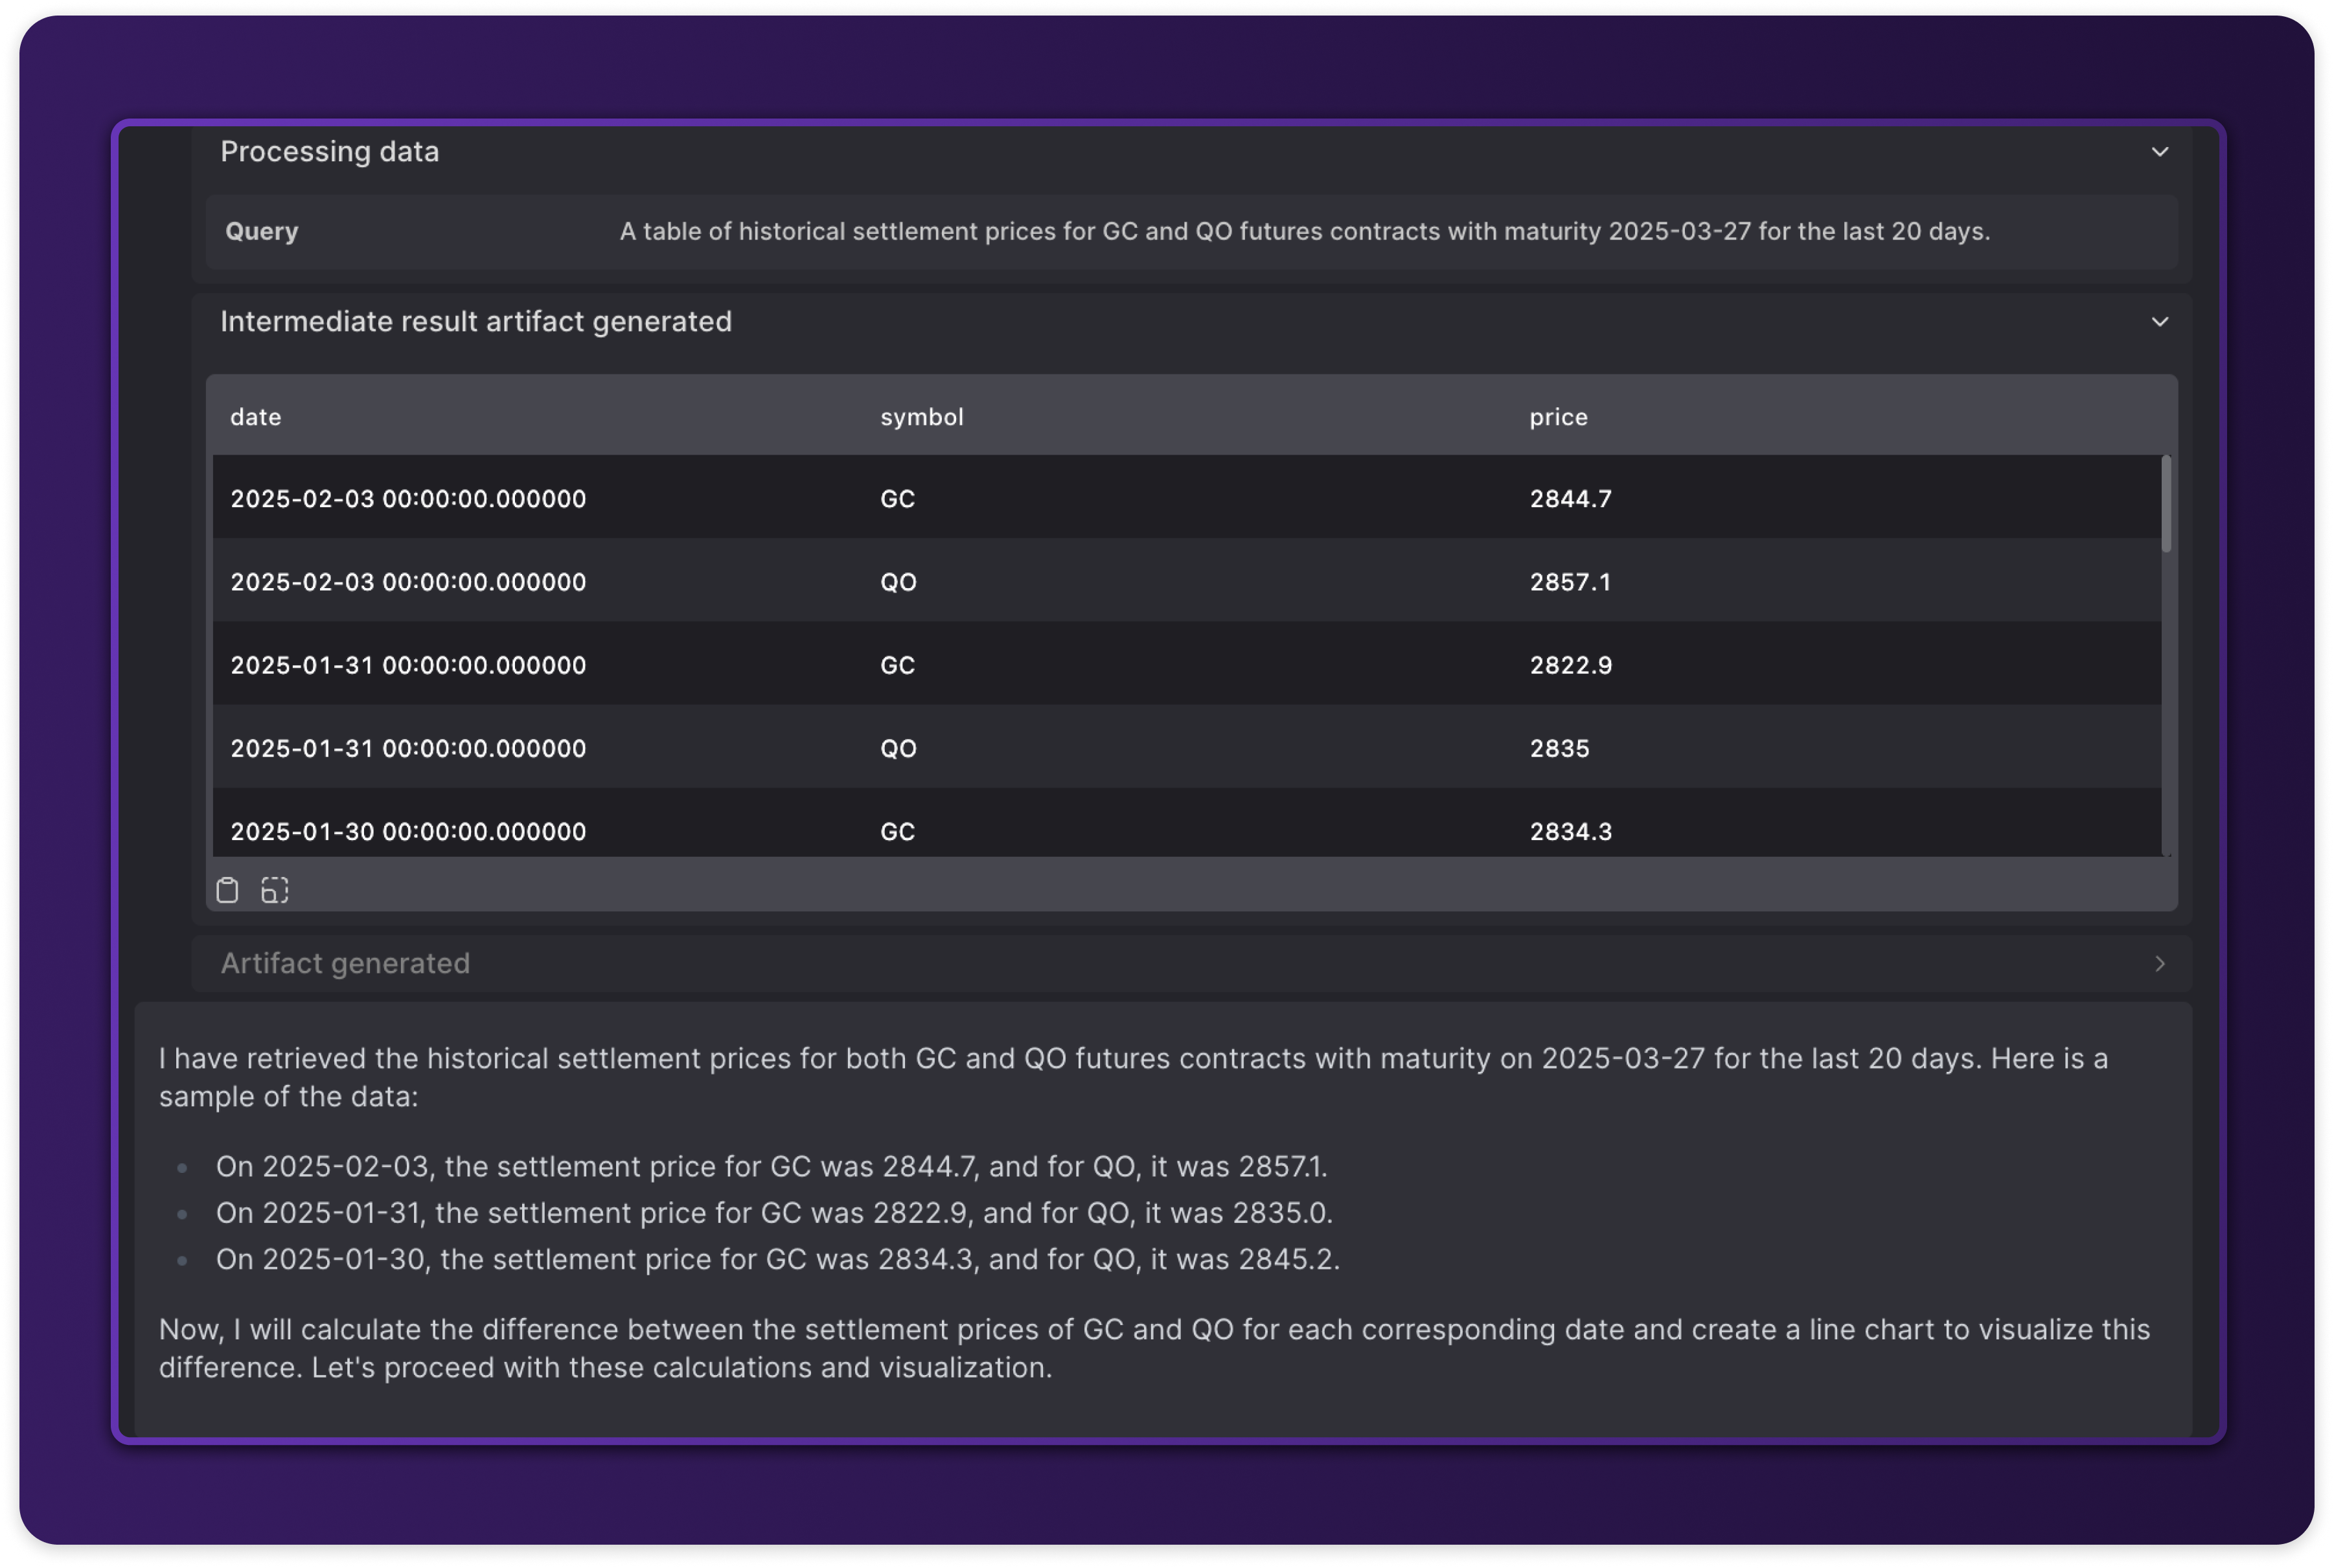 Processing data
Query A table of historical settlement prices for GC and QO futures contracts with maturity 2025-03-27 for the last 20 days.
Intermediate result artifact generated
date symbol price
2025-02-03 00:00:00.000000 GC 2844.7
2025-02-03 00:00:00.000000 QO 2857.1
2025-01-31 00:00:00.000000 GC 2822.9
2025-01-31 00:00:00.000000 QO 2835
2025-01-30 00:00:00.000000 GC 2834.3
Artifact generated
I have retrieved the historical settlement prices for both GC and QO futures contracts with maturity on 2025-03-27 for the last 20 days. Here is a
sample of the data:
On 2025-02-03, the settlement price for GC was 2844.7, and for QO, it was 2857.1.
On 2025-01-31, the settlement price for GC was 2822.9, and for QO, it was 2835.0.
On 2025-01-30, the settlement price for GC was 2834.3, and for QO, it was 2845.2.
Now, I will calculate the difference between the settlement prices of GC and QO for each corresponding date and create a line chart to visualize this
difference. Let's proceed with these calculations and visualization.